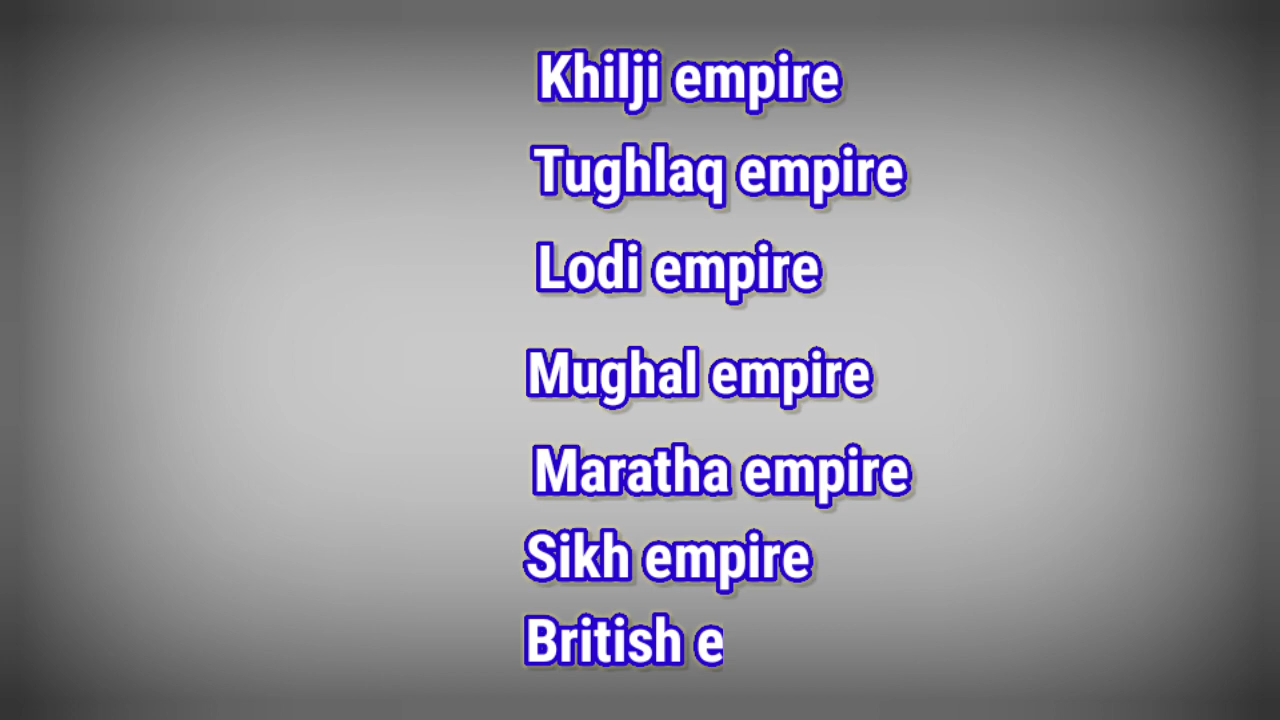 Khilji empire
Tughlaq empire
Lodi empire
Mughal empire
Maratha empire
Sikh empire
British e